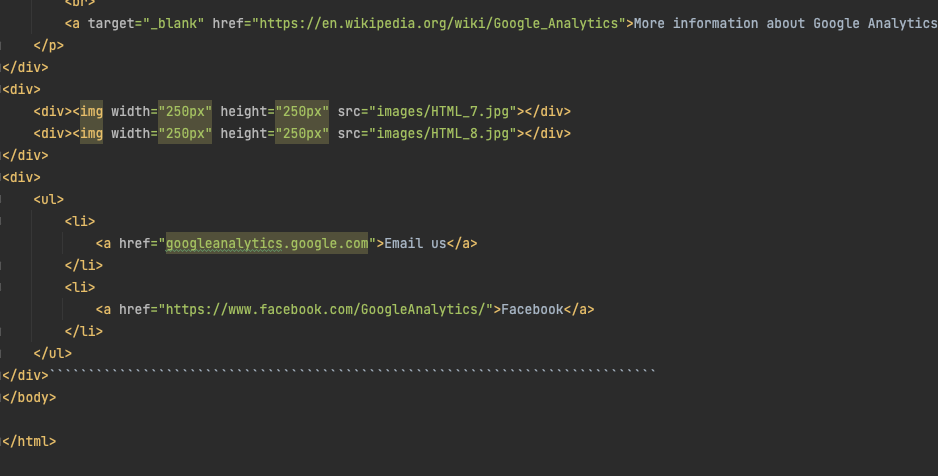 <br>
<a target="_blank" href="https://en.wikipedia.org/wiki/Google_Analytics">More information about Google Analytics
</p>
</div>
<div>
<div><img width="250px" height="250px" src="images/HTML_7.jpg"></div>
<div><img width="250px" height="250px" src="images/HTML_8.jpg"></div>
</div>
<div>
<ul>
<li>
<a href="googleanalytics.google.com">Email us</a>
</li>
<li>
<a href="https://www.facebook.com/GoogleAnalytics/">Facebook</a>
</li>
</ul>
</div>``````````````````````````````````````````````````````````````````````````````
</body>
</html>